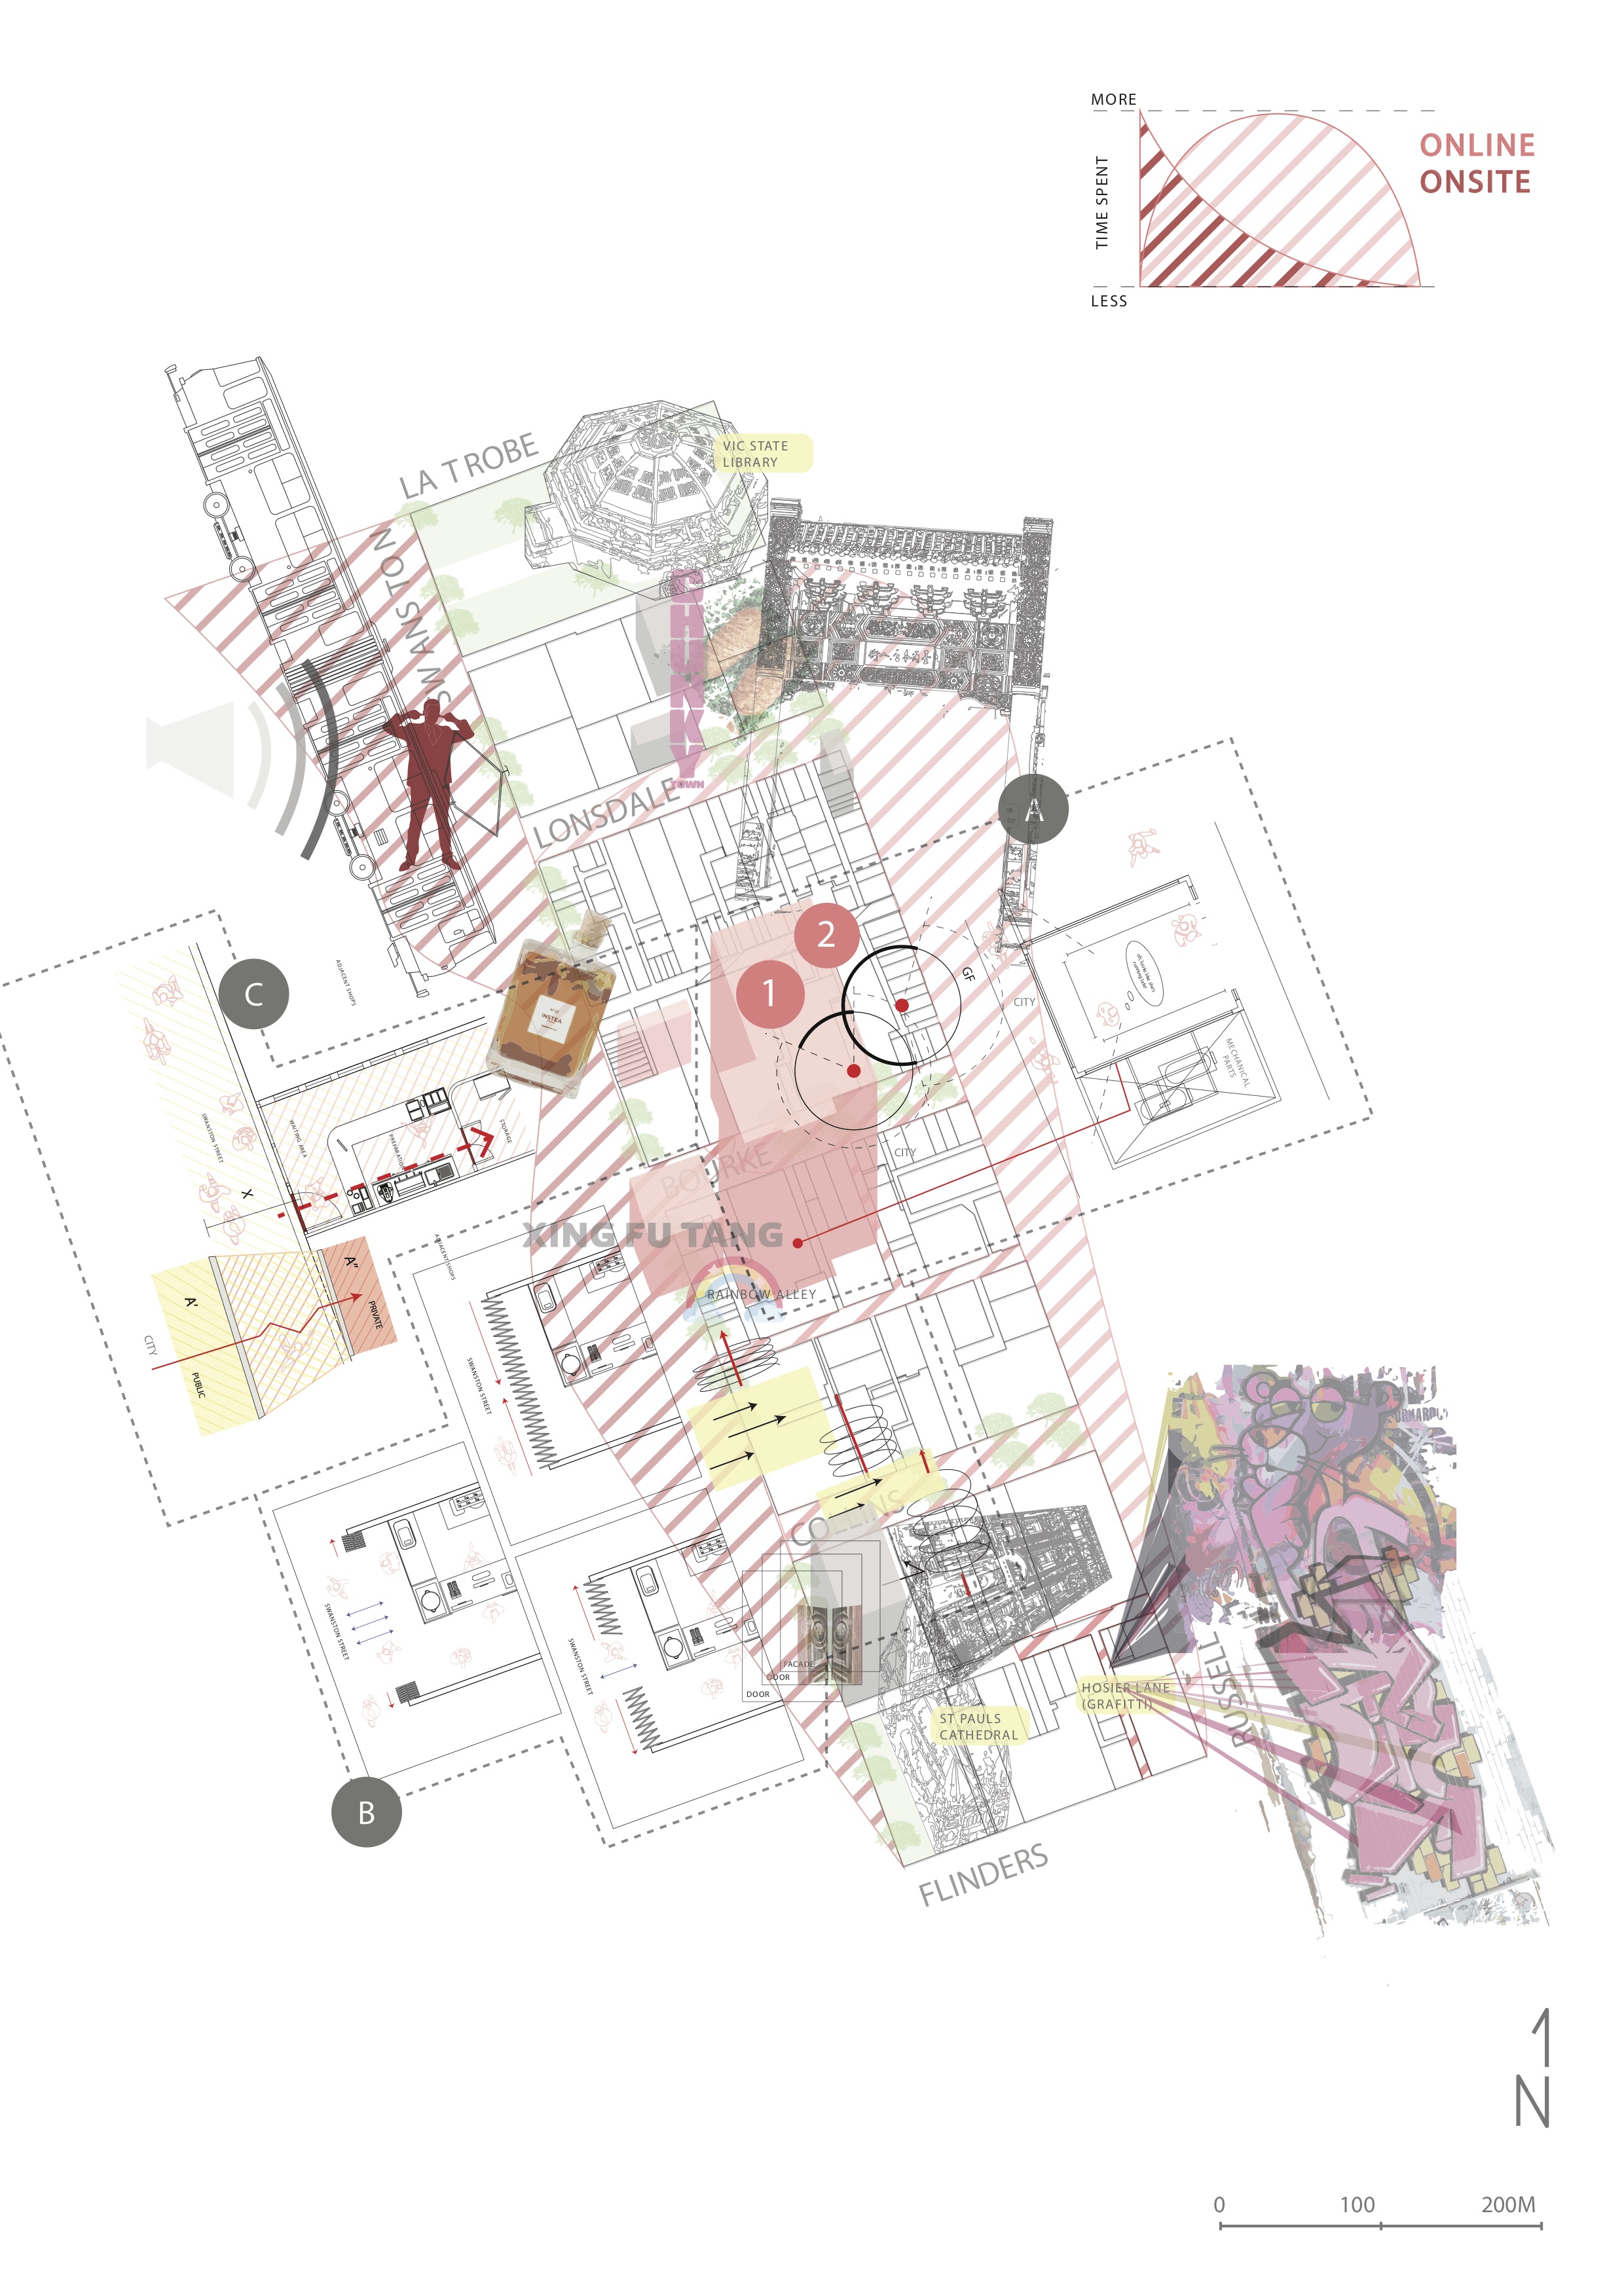 MORE
TIME SPENT
LESS
ONLINE
ONSITE
LA TROBE
VIC STATE
LIBRARY
SWANSTON
TOWN
LONSDALE
A
2
1
GF
CITY
CITY
MECHANICAL
PARTS
C
ADJACENT SHOPS
INSTEA
SWANSTON STREET
WAITING AREA
PREPARATION
STORAGE
X
BOURKE
XING FU TANG
RAINBOW ALLEY
ADJACENT SHOPS
A'
A''
PRIVATE
CITY
PUBLIC
SWANSTON STREET
SWANSTON STREET
SWANSTON STREET
COLLINS
FACADE
DOOR
DOOR
HOSIER LANE
(GRAFITTI)
ST PAULS
CATHEDRAL
RUSSELL
B
FLINDERS
N
0 100 200M